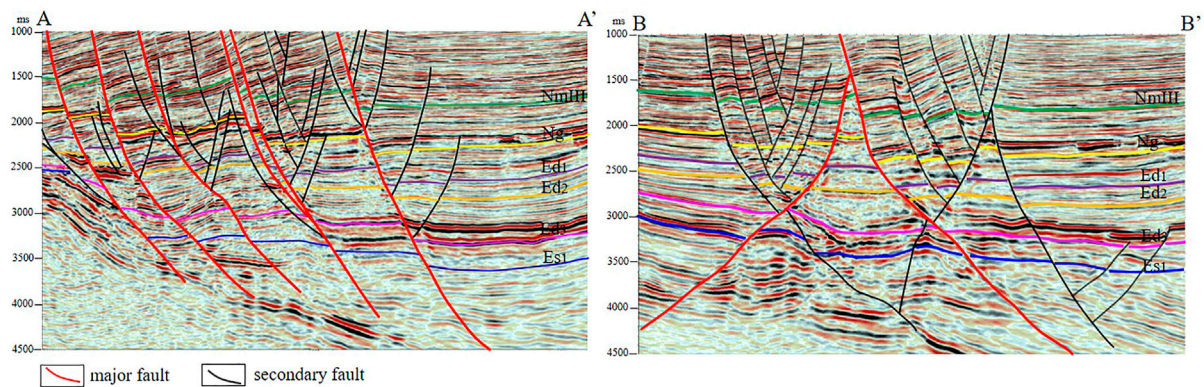 ms A A’
1000
1500
2000
2500
3000
3500
4000
4500
NmIII
Ng
Ed1
Ed2
Ed3
Es1
major fault
secondary fault
ms B B’
1000
1500
2000
2500
3000
3500
4000
4500
NmIII
Ng
Ed1
Ed2
Ed3
Es1